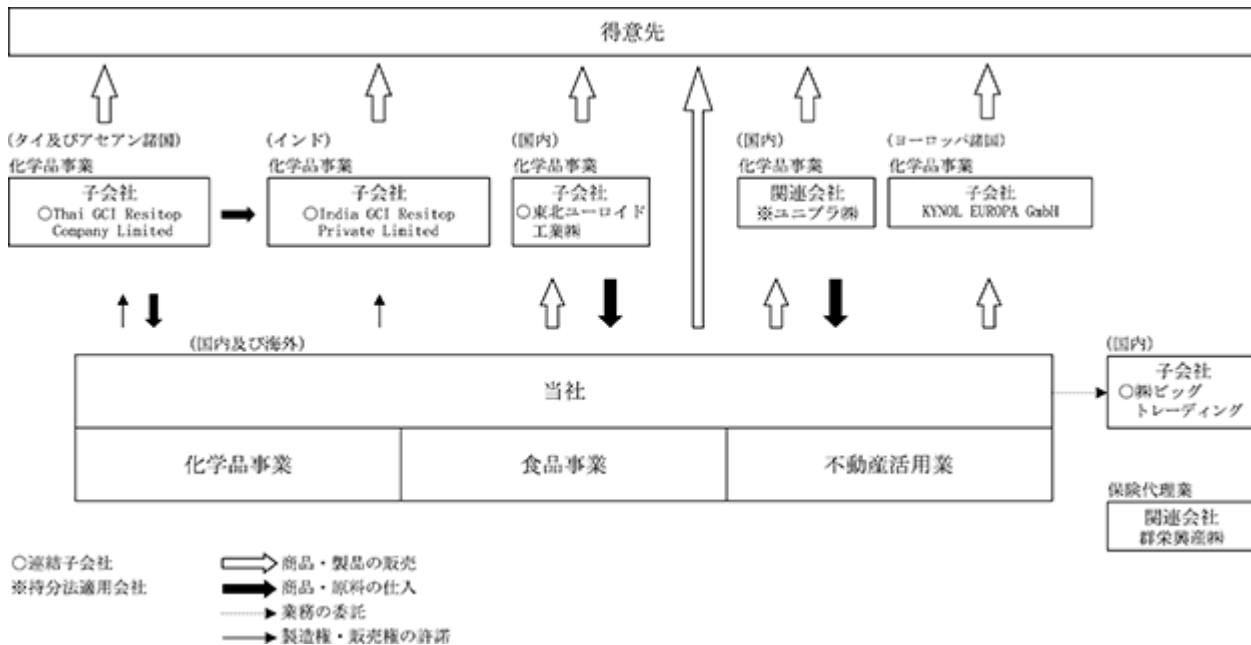 得意先
(タイ及びアセアン諸国)
化学品事業
子会社
○Thai GCI Resitop
Company Limited
(インド)
化学品事業
子会社
○India GCI Resitop
Private Limited
(国内)
化学品事業
子会社
○東北ユーロイド
工業㈱
(国内)
化学品事業
関連会社
※ユニプラ㈱
(ヨーロッパ諸国)
化学品事業
子会社
KYNOL EUROPA GmbH
(国内及び海外)
当社
化学品事業
食品事業
不動産活用業
(国内)
子会社
○㈱ビッグ
トレーディング
保険代理業
関連会社
群栄興産㈱
○連結子会社
※持分法適用会社
商品・製品の販売
商品・原料の仕入
業務の委託
製造権・販売権の許諾